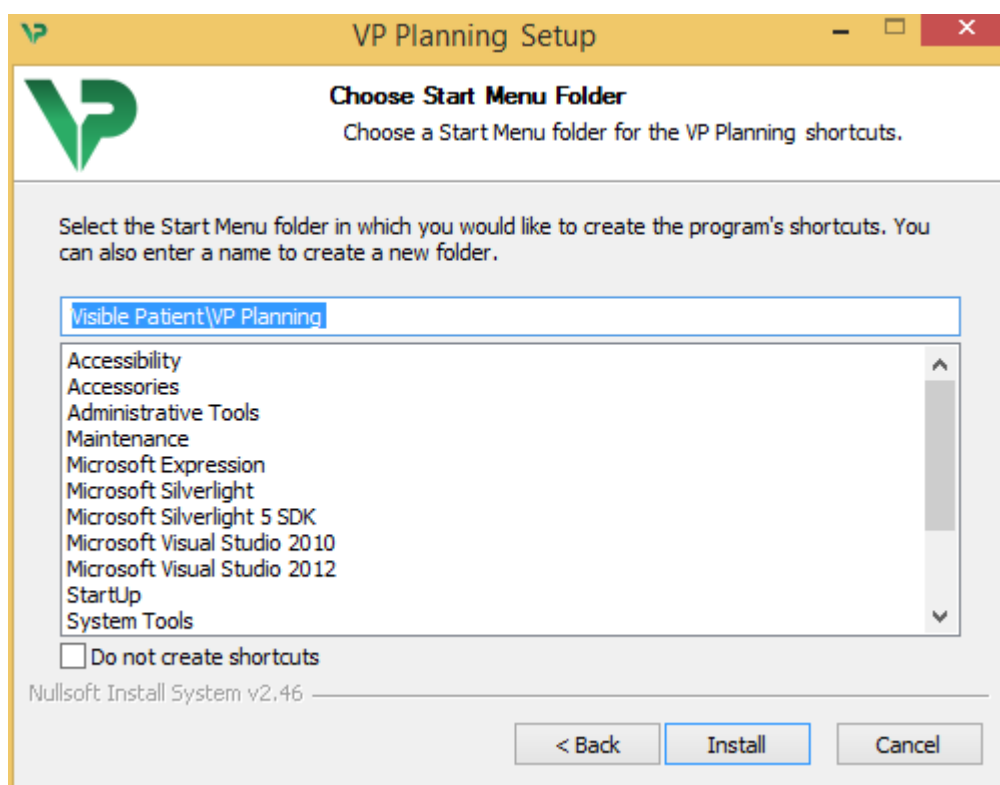 VP Planning Setup
Choose Start Menu Folder
Choose a Start Menu folder for the VP Planning shortcuts.
Select the Start Menu folder in which you would like to create the program's shortcuts. You
can also enter a name to create a new folder.
Visible Patient\VP Planning
Accessibility
Accessories
Administrative Tools
Maintenance
Microsoft Expression
Microsoft Silverlight
Microsoft Silverlight 5 SDK
Microsoft Visual Studio 2010
Microsoft Visual Studio 2012
StartUp
System Tools
Do not create shortcuts
Nullsoft Install System v2.46
< Back Install Cancel